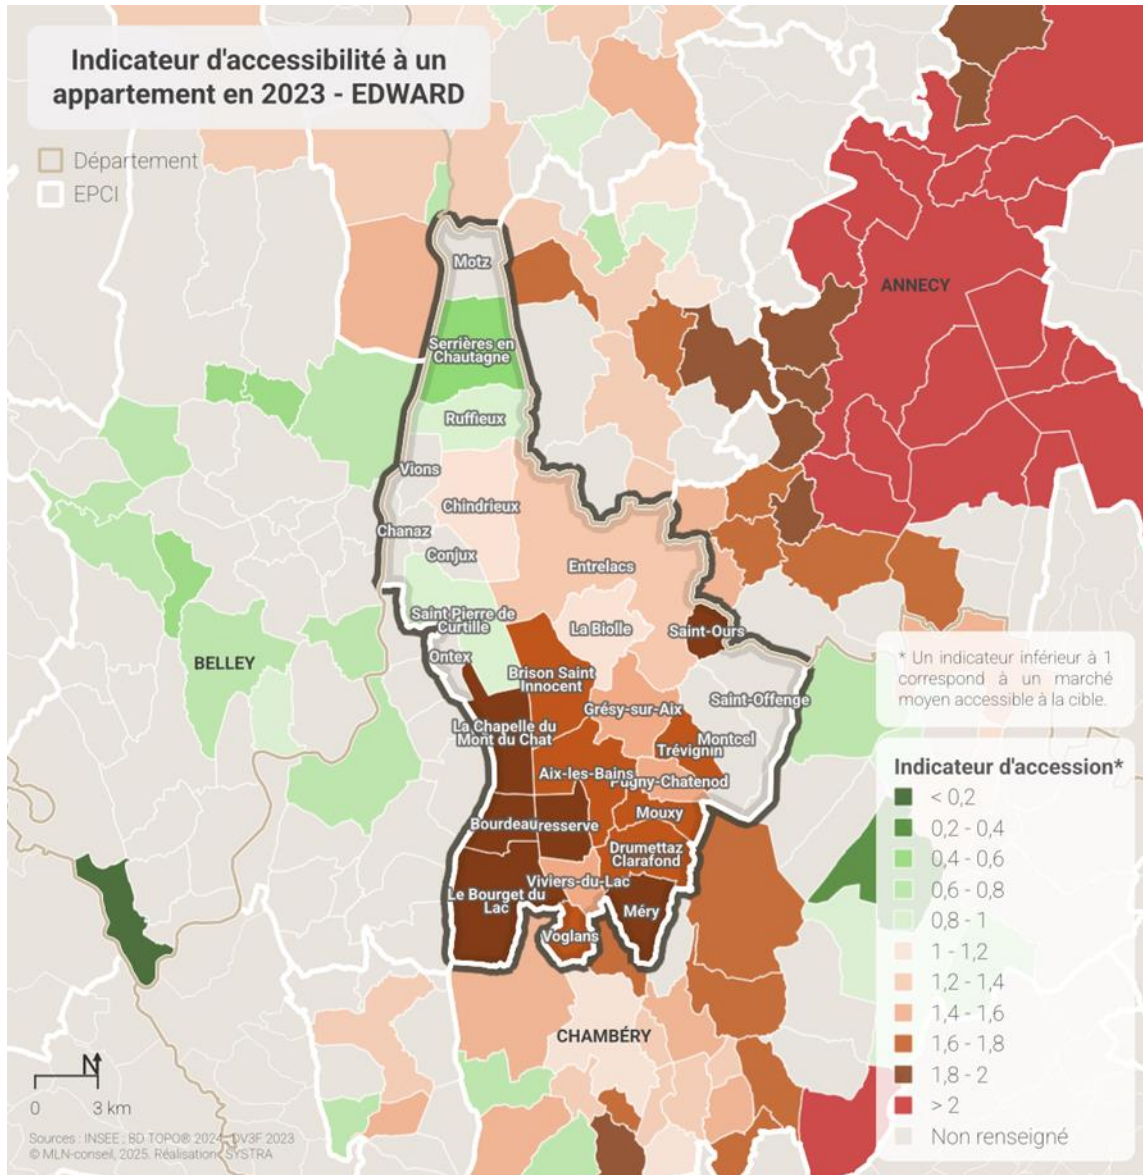 Indicateur d'accessibilité à un
appartement en 2023 - EDWARD
Département
EPCI
Motz
ANNECY
Serrières en
Chautagne
Ruffieux
Vions
Chindrieux
Chanaz
Conjux
Entrelacs
Saint Pierre de
Curtille
La Biolle
Saint-Ours
BELLEY
Ontex
Brison Saint
Innocent
Grésy-sur-Aix
Saint-Offenge
La Chapelle du
Mont du Chat
Montcel
Trévignin
Aix-les-Bains
Pugny-Chatenod
Bourdeau
resserve
Mouxy
Drumettaz
Clarafond
Viviers-du-Lac
Le Bourget du
Lac
Méry
Voglans
CHAMBÉRY
* Un indicateur inférieur à 1
correspond à un marché
moyen accessible à la cible.
Indicateur d'accession*
< 0,2
0,2 - 0,4
0,4 - 0,6
0,6 - 0,8
0,8 - 1
1 - 1,2
1,2 - 1,4
1,4 - 1,6
1,6 - 1,8
1,8 - 2
> 2
Non renseigné
N
0 3 km
Sources : INSEE ; BD TOPO® 2024, DV3F 2023
© MLN-conseil, 2025. Réalisation : SYSTRA